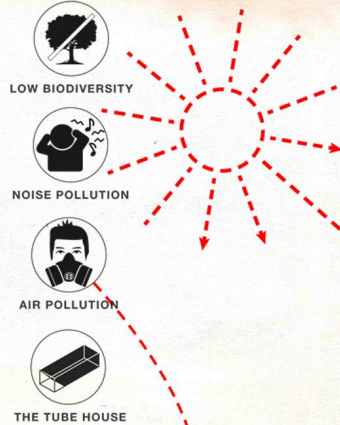 LOW BIODIVERSITY
NOISE POLLUTION
AIR POLLUTION
THE TUBE HOUSE